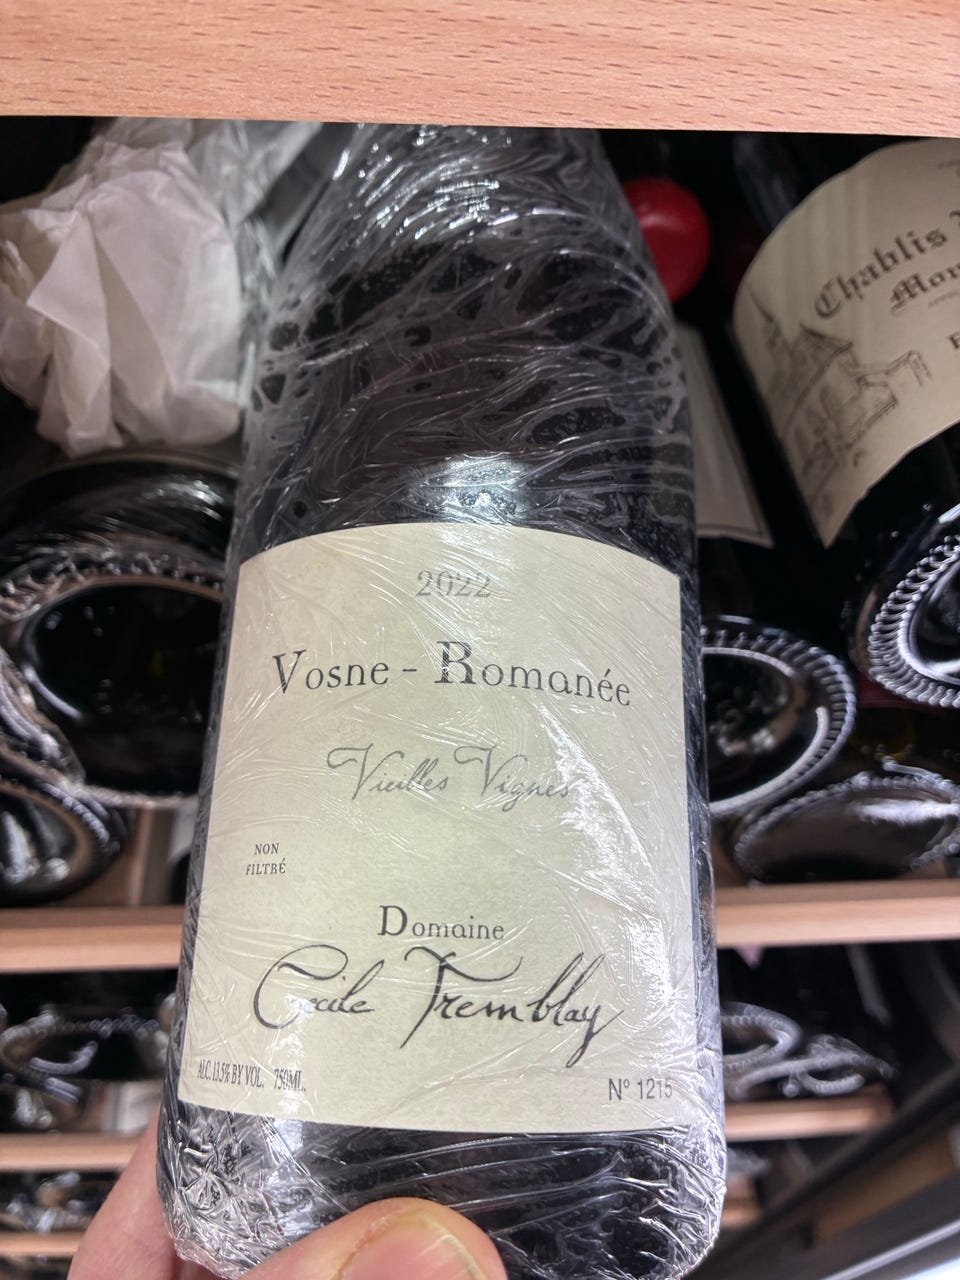 2022
Vosne - Romanée
Vieilles Vignes
NON
FILTRÉ
Domaine
Cécile Tremblay
ALC. 13.5% BY VOL. 750ML.
N° 1215
Chablis